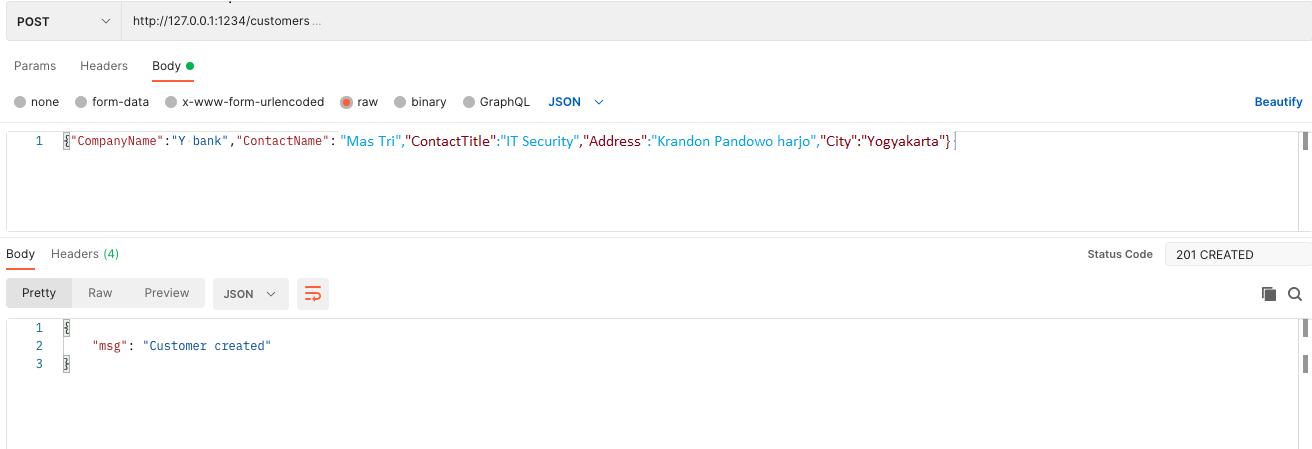 POST http://127.0.0.1:1234/customers ...
Params Headers Body
none form-data x-www-form-urlencoded raw binary GraphQL JSON Beautify
1 {"CompanyName":"Y bank","ContactName": "Mas Tri","ContactTitle":"IT Security","Address":"Krandon Pandowo harjo","City":"Yogyakarta"} }
Body Headers (4) Status Code 201 CREATED
Pretty Raw Preview JSON
1 {
2 "msg": "Customer created"
3 }